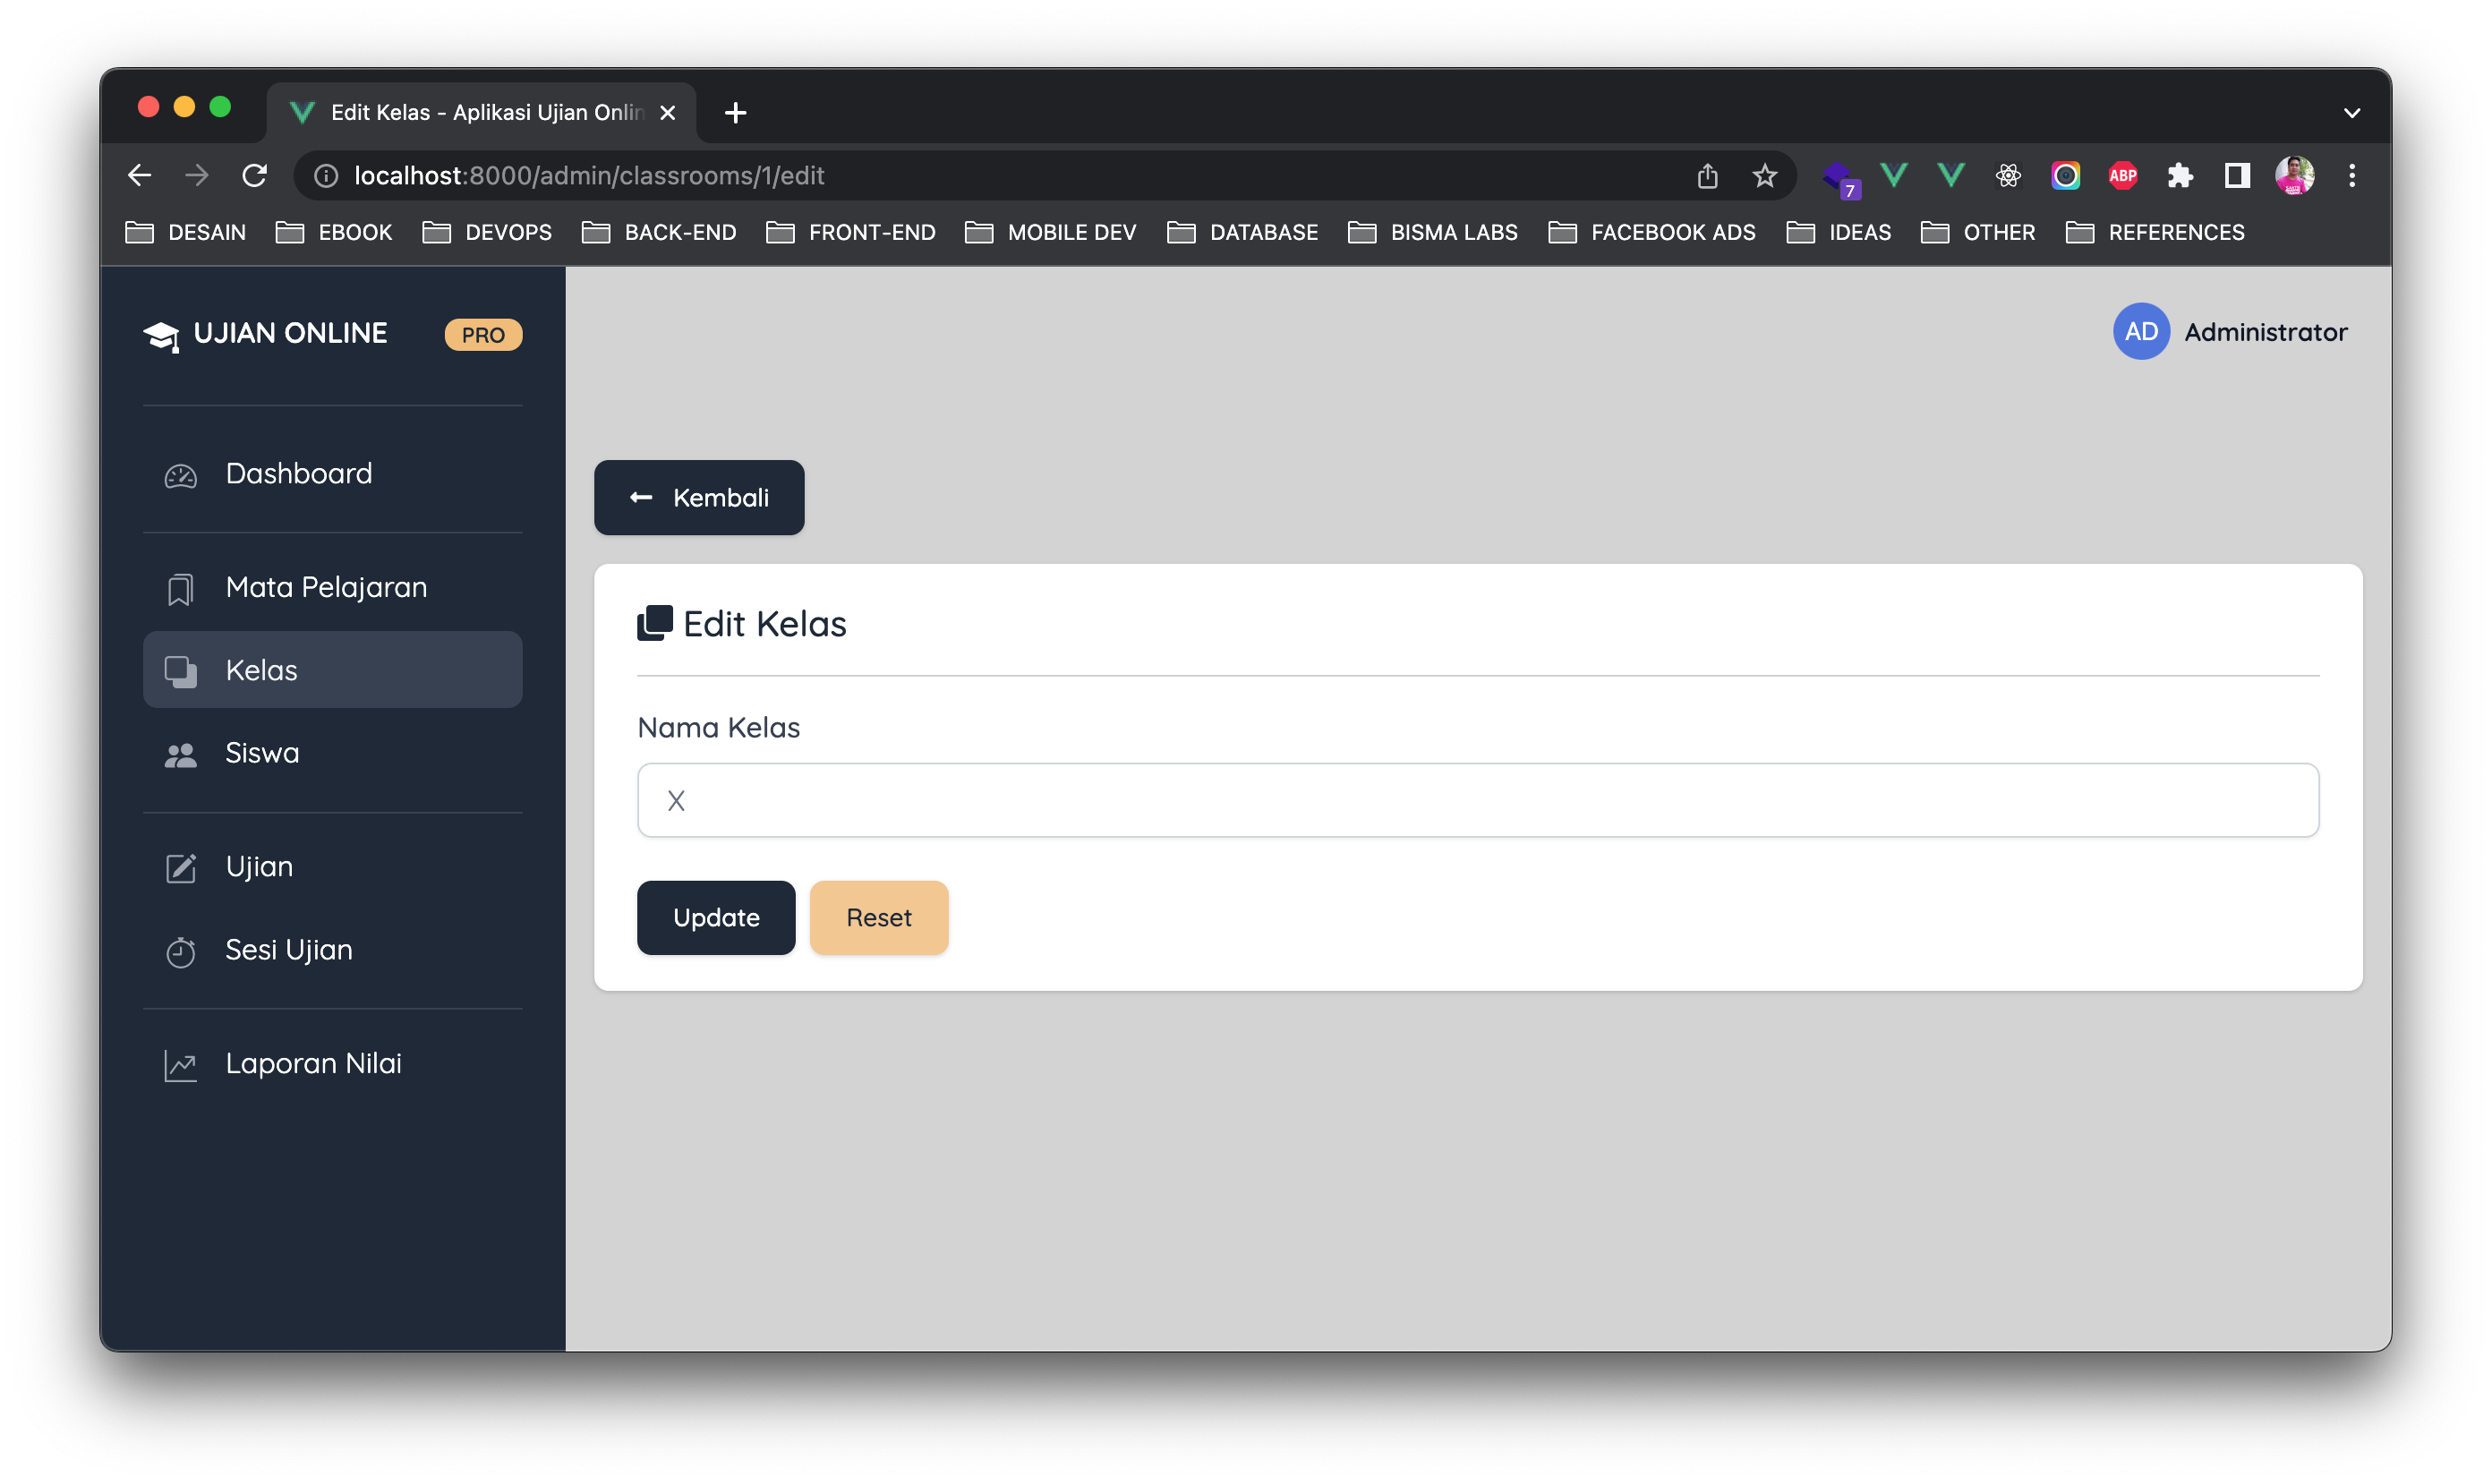 Edit Kelas - Aplikasi Ujian Onlin
localhost:8000/admin/classrooms/1/edit
7
ABP
DESAIN EBOOK DEVOPS BACK-END FRONT-END MOBILE DEV DATABASE BISMA LABS FACEBOOK ADS IDEAS OTHER REFERENCES
UJIAN ONLINE PRO
AD Administrator
Dashboard
Mata Pelajaran
Kelas
Siswa
Ujian
Sesi Ujian
Laporan Nilai
Kembali
Edit Kelas
Nama Kelas
X
Update Reset